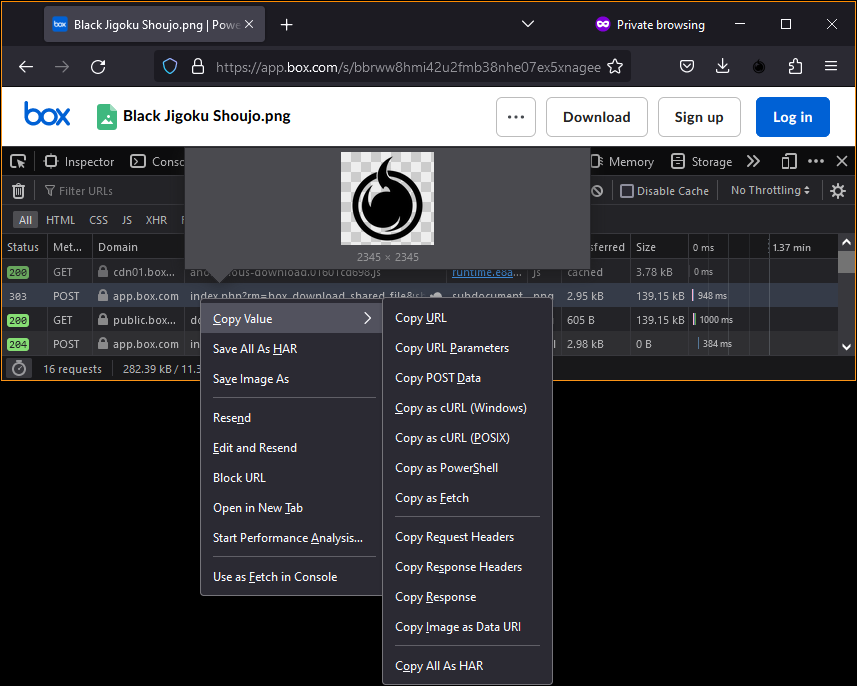 box Black Jigoku Shoujo.png | Powe
Private browsing
https://app.box.com/s/bbrww8hmi42u2fmb38nhe07ex5xnagee
box Black Jigoku Shoujo.png
Download Sign up Log in
Inspector Conso Memory Storage
Filter URLs Disable Cache No Throttling
All HTML CSS JS XHR
Status Met... Domain sferred Size 0 ms 1.37 min
2345 × 2345
200 GET cdn01.box... anonymous-download.01601cd698.js runtime.e8a... js cached 3.78 kB 0 ms
303 POST app.box.com index.php?rm=box_download_shared_file& subdocument png 2.95 kB 139.15 kB 948 ms
200 GET public.box... 605 B 139.15 kB 1000 ms
204 POST app.box.com 2.98 kB 0 B 384 ms
16 requests 282.39 kB / 11.3
Copy Value
Save All As HAR
Save Image As
Resend
Edit and Resend
Block URL
Open in New Tab
Start Performance Analysis...
Use as Fetch in Console
Copy URL
Copy URL Parameters
Copy POST Data
Copy as cURL (Windows)
Copy as cURL (POSIX)
Copy as PowerShell
Copy as Fetch
Copy Request Headers
Copy Response Headers
Copy Response
Copy Image as Data URI
Copy All As HAR